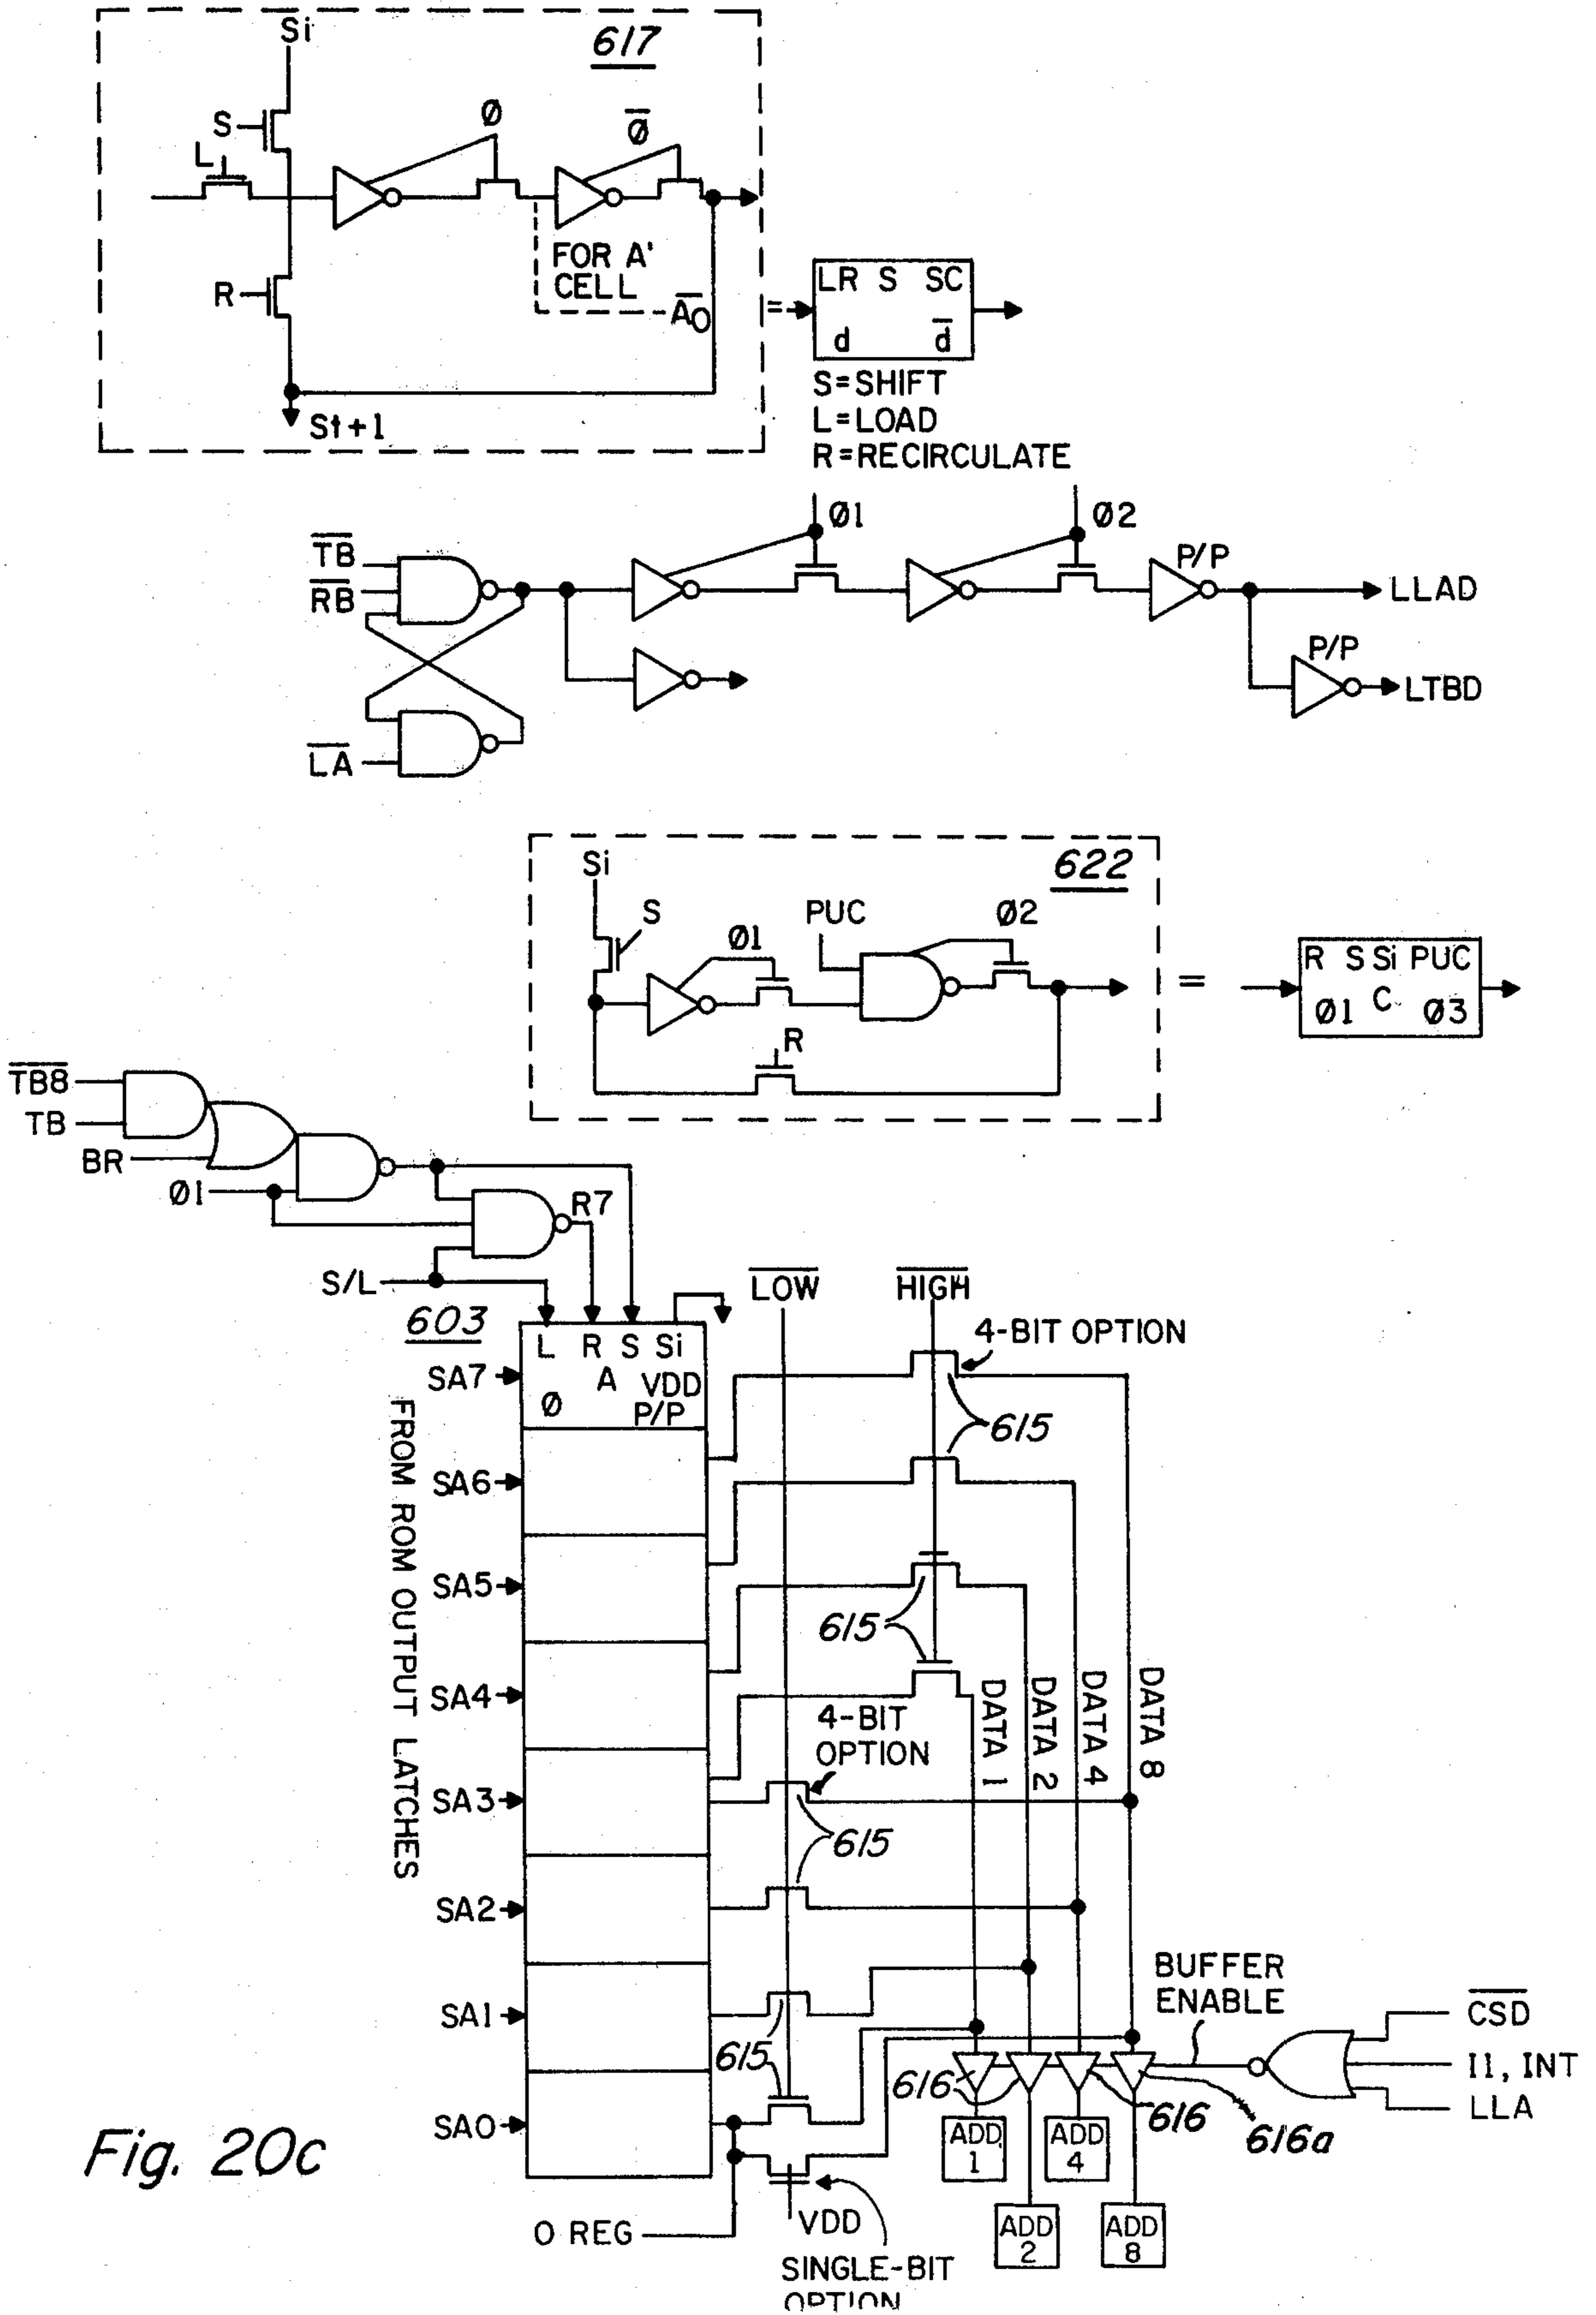 Si
617
S
L
Ø
Ø̅
FOR A'
CELL
A̅O̅
R
St+1
=
LR S SC
d d̅
S=SHIFT
L=LOAD
R=RECIRCULATE
Ø1
Ø2
T̅B̅
R̅B̅
P/P
LLAD
P/P
LTBD
L̅A̅
Si
622
S
PUC
Ø2
Ø1
R
=
R S Si PUC
C
Ø1 Ø3
T̅B̅8̅
TB
BR
Ø1
R7
S/L
L̅O̅W̅
H̅I̅G̅H̅
603
4-BIT OPTION
L R S Si
A VDD
Ø P/P
SA7
615
SA6
SA5
615
SA4
FROM ROM OUTPUT LATCHES
DATA 1
DATA 2
DATA 4
DATA 8
4-BIT
OPTION
SA3
615
SA2
BUFFER
ENABLE
SA1
C̅S̅D̅
615
I1, INT
616
616
616a
LLA
SA0
ADD
1
ADD
4
VDD
O REG
ADD
2
ADD
8
SINGLE-BIT
OPTION
Fig. 20c